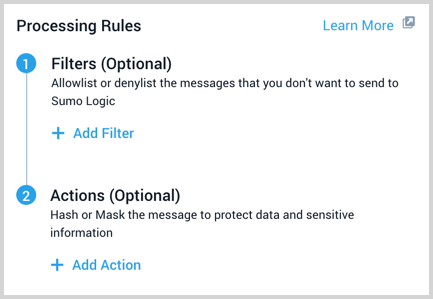 Processing Rules
Learn More
1
Filters (Optional)
Allowlist or denylist the messages that you don't want to send to
Sumo Logic
+ Add Filter
2
Actions (Optional)
Hash or Mask the message to protect data and sensitive
information
+ Add Action